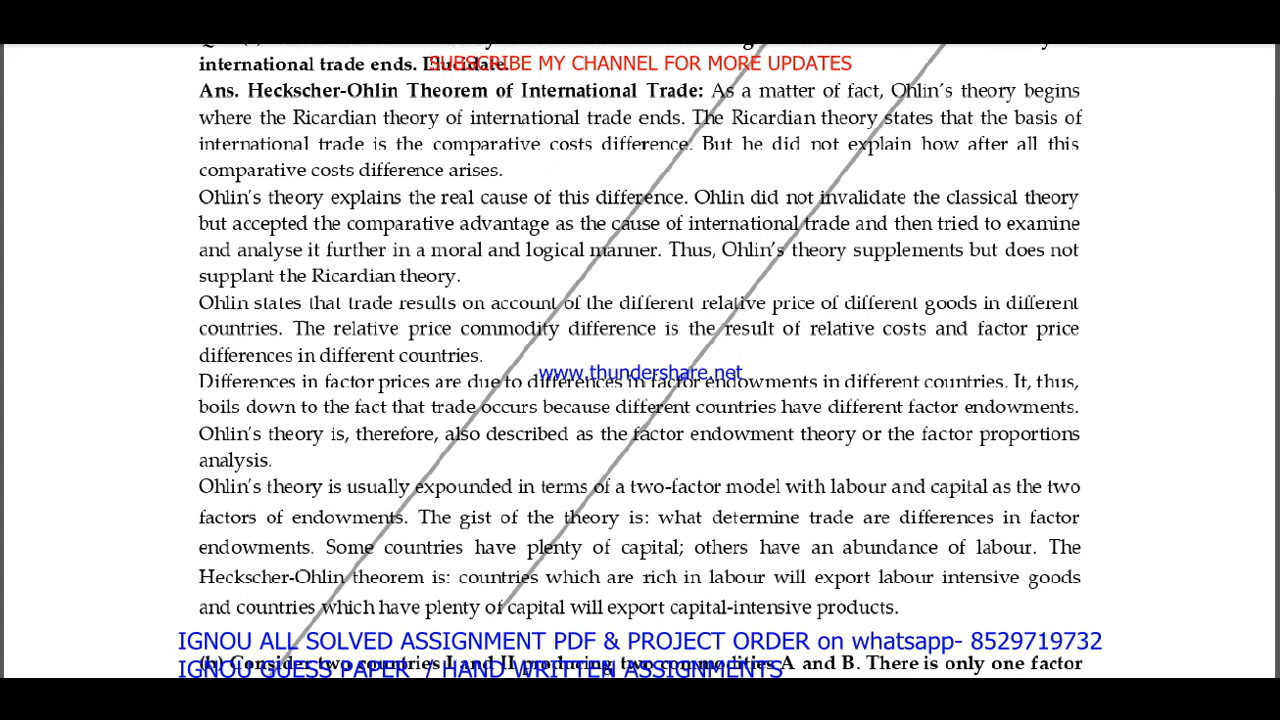 international trade ends.
SUBSCRIBE MY CHANNEL FOR MORE UPDATES
Ans. Heckscher-Ohlin Theorem of International Trade: As a matter of fact, Ohlin's theory begins
where the Ricardian theory of international trade ends. The Ricardian theory states that the basis of
international trade is the comparative costs difference. But he did not explain how after all this
comparative costs difference arises.
Ohlin's theory explains the real cause of this difference. Ohlin did not invalidate the classical theory
but accepted the comparative advantage as the cause of international trade and then tried to examine
and analyse it further in a moral and logical manner. Thus, Ohlin's theory supplements but does not
supplant the Ricardian theory.
Ohlin states that trade results on account of the different relative price of different goods in different
countries. The relative price commodity difference is the result of relative costs and factor price
differences in different countries.
www.thundershare.net
Differences in factor prices are due to differences in factor endowments in different countries. It, thus,
boils down to the fact that trade occurs because different countries have different factor endowments.
Ohlin's theory is, therefore, also described as the factor endowment theory or the factor proportions
analysis.
Ohlin's theory is usually expounded in terms of a two-factor model with labour and capital as the two
factors of endowments. The gist of the theory is: what determine trade are differences in factor
endowments. Some countries have plenty of capital; others have an abundance of labour. The
Heckscher-Ohlin theorem is: countries which are rich in labour will export labour intensive goods
and countries which have plenty of capital will export capital-intensive products.
IGNOU ALL SOLVED ASSIGNMENT PDF & PROJECT ORDER on whatsapp- 8529719732
(b) Consider two countries I and II producing two commodities A and B. There is only one factor
IGNOU GUESS PAPER / HAND WRITTEN ASSIGNMENTS